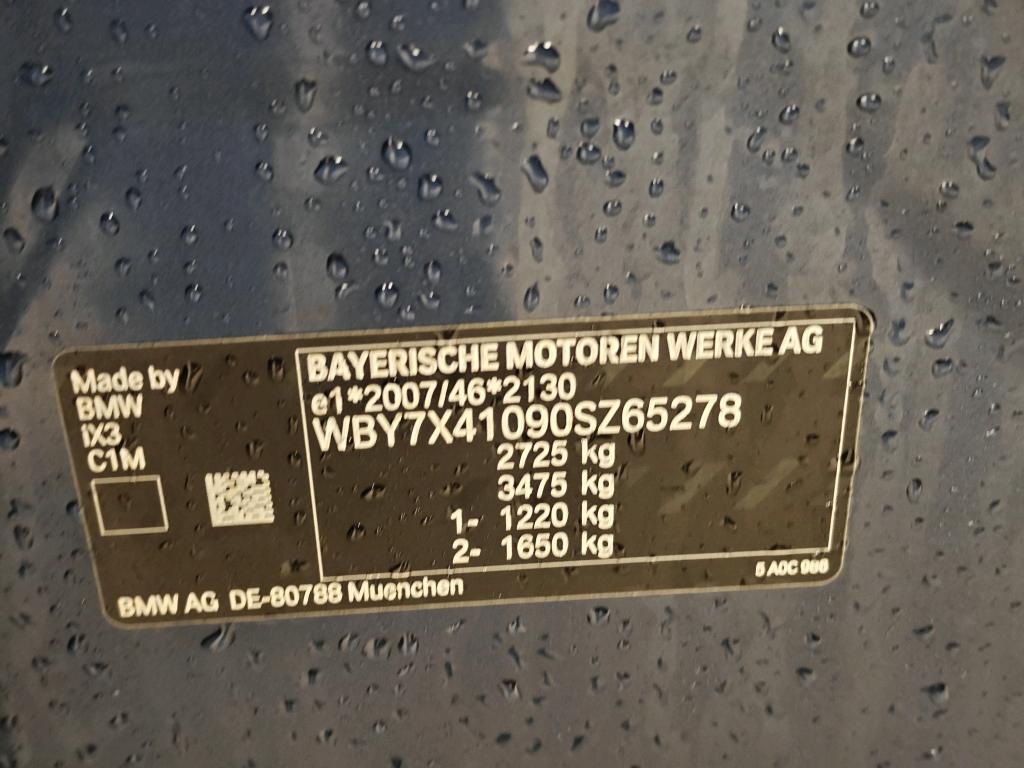 Made by
BMW
IX3
C1M
BAYERISCHE MOTOREN WERKE AG
e1*2007/46*2130
WBY7X41090SZ65278
2725 kg
3475 kg
1- 1220 kg
2- 1650 kg
BMW AG DE-80788 Muenchen
5 A0C 986